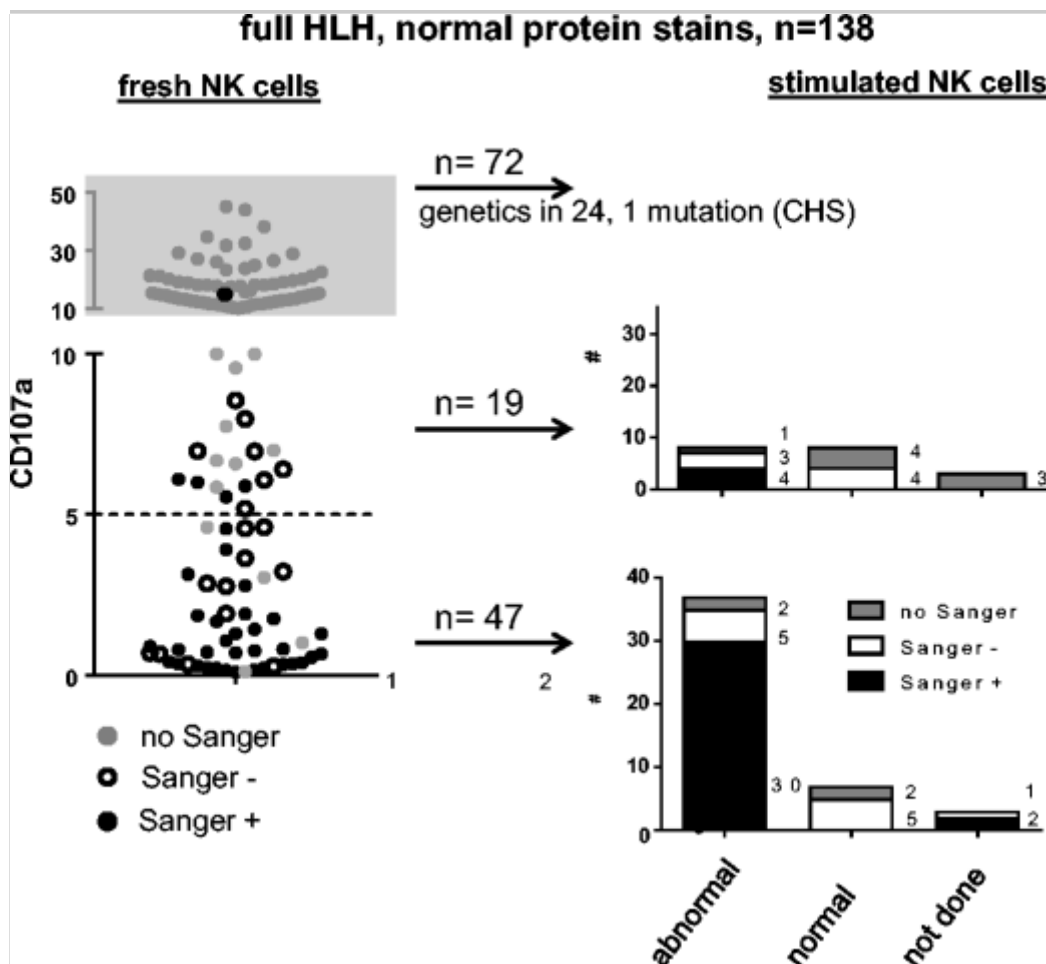 full HLH, normal protein stains, n=138
fresh NK cells
stimulated NK cells
n= 72
genetics in 24, 1 mutation (CHS)
50
30
10
CD107a
10
5
0
1
2
n= 19
#
30
20
10
0
1
3
4
4
4
3
n= 47
#
40
30
20
10
0
2
5
3 0
2
5
1
2
no Sanger
Sanger -
Sanger +
abnormal
normal
not done
no Sanger
Sanger -
Sanger +